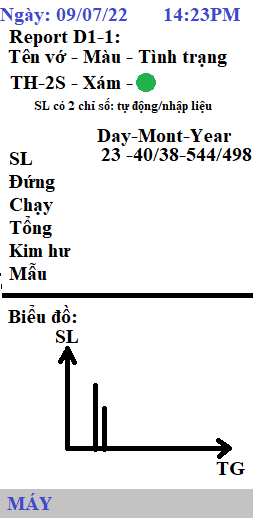 Ngày: 09/07/22 14:23PM
Report D1-1:
Tên vớ - Màu - Tình trạng
TH-2S - Xám -
SL có 2 chỉ số: tự động/nhập liệu
Day-Mont-Year
SL 23 -40/38-544/498
Đứng
Chạy
Tổng
Kim hư
Mẫu
Biểu đồ:
SL
TG
MÁY